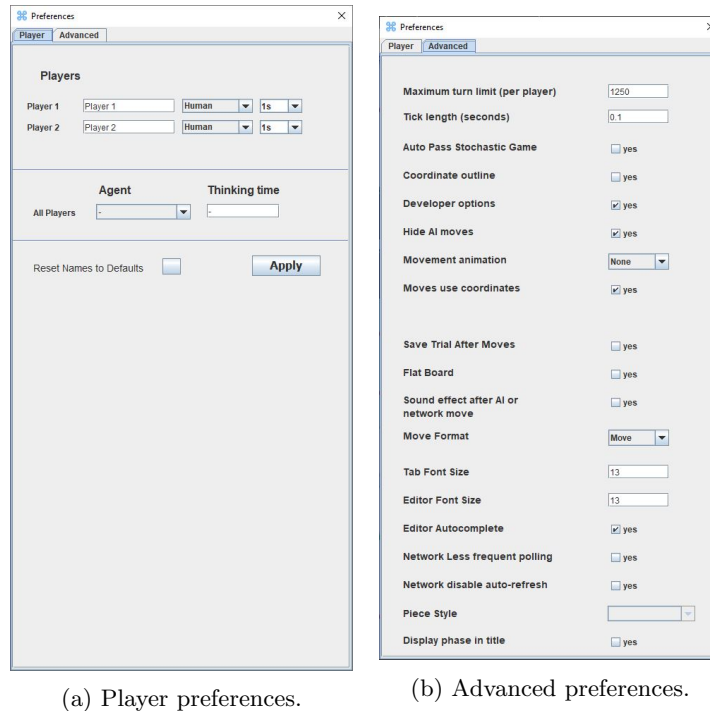 Preferences
Player Advanced
Players
Player 1 Player 1 Human 1s
Player 2 Player 2 Human 1s
Agent Thinking time
All Players - -
Reset Names to Defaults Apply
(a) Player preferences.
Preferences
Player Advanced
Maximum turn limit (per player) 1250
Tick length (seconds) 0.1
Auto Pass Stochastic Game yes
Coordinate outline yes
Developer options yes
Hide AI moves yes
Movement animation None
Moves use coordinates yes
Save Trial After Moves yes
Flat Board yes
Sound effect after AI or
network move yes
Move Format Move
Tab Font Size 13
Editor Font Size 13
Editor Autocomplete yes
Network Less frequent polling yes
Network disable auto-refresh yes
Piece Style
Display phase in title yes
(b) Advanced preferences.